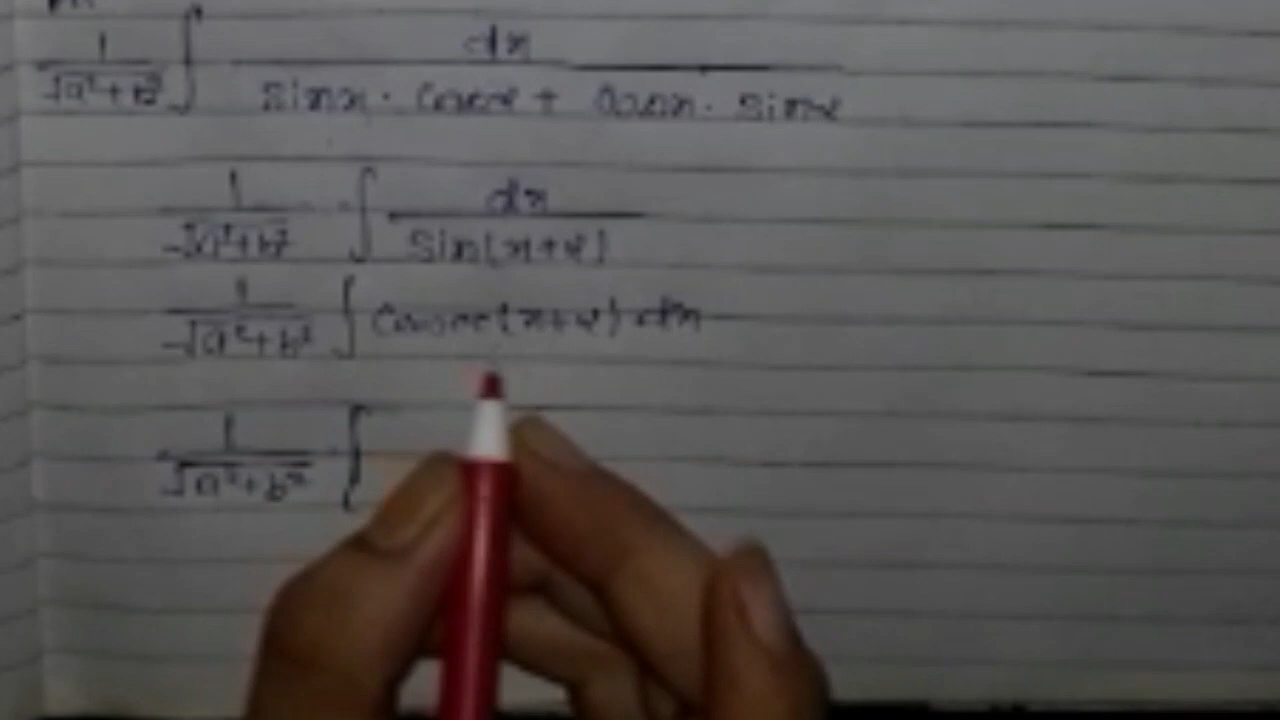 1/√a²+b² ∫ dx / sinx · cosα + cosx · sinα
1/√a²+b² ∫ dx / Sin(x+α)
1/√a²+b² ∫ Cosec(x+α) dx
1/√a²+b² ∫